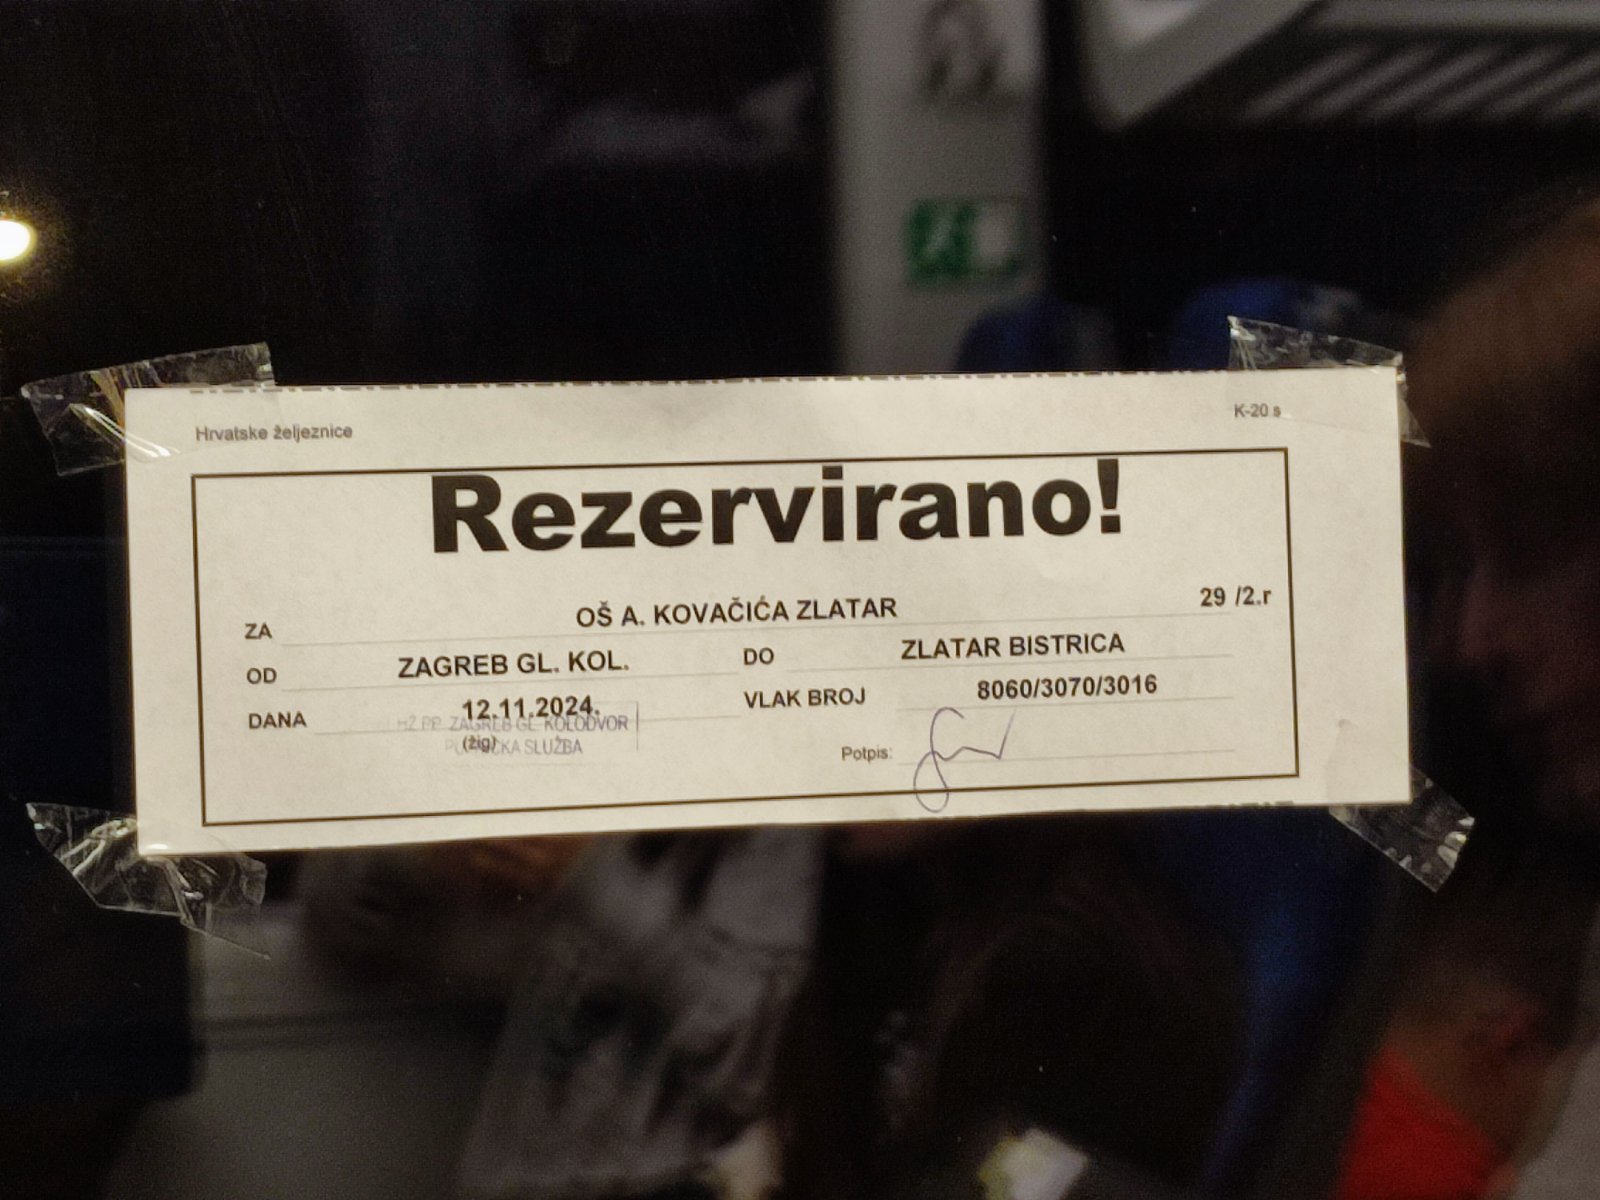 Hrvatske željeznice
K-20 s
Rezervirano!
ZA OŠ A. KOVAČIĆA ZLATAR 29 /2.r
OD ZAGREB GL. KOL. DO ZLATAR BISTRICA
DANA 12.11.2024. VLAK BROJ 8060/3070/3016
HŽ PP ZAGREB GL. KOLODVOR
(žig)
SLUŽBA
Potpis: